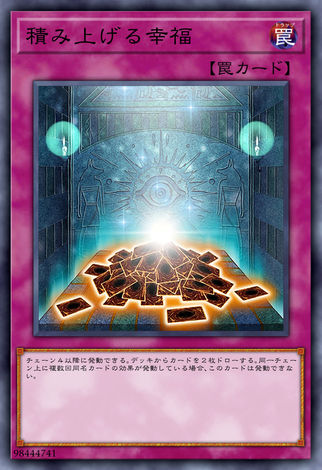 積み上げる幸福
トラップ
罠
【罠カード】
チェーン4以降に発動できる。デッキからカードを2枚ドローする。同一チェー
ン上に複数回同名カードの効果が発動している場合、このカードは発動できな
い。
98444741